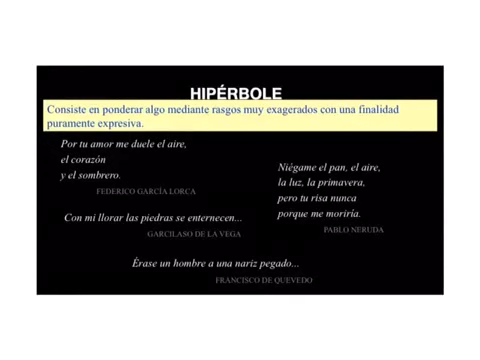 HIPÉRBOLE
Consiste en ponderar algo mediante rasgos muy exagerados con una finalidad
puramente expresiva.
Por tu amor me duele el aire,
el corazón
y el sombrero.
FEDERICO GARCÍA LORCA
Niégame el pan, el aire,
la luz, la primavera,
pero tu risa nunca
porque me moriría.
PABLO NERUDA
Con mi llorar las piedras se enternecen...
GARCILASO DE LA VEGA
Érase un hombre a una nariz pegado...
FRANCISCO DE QUEVEDO